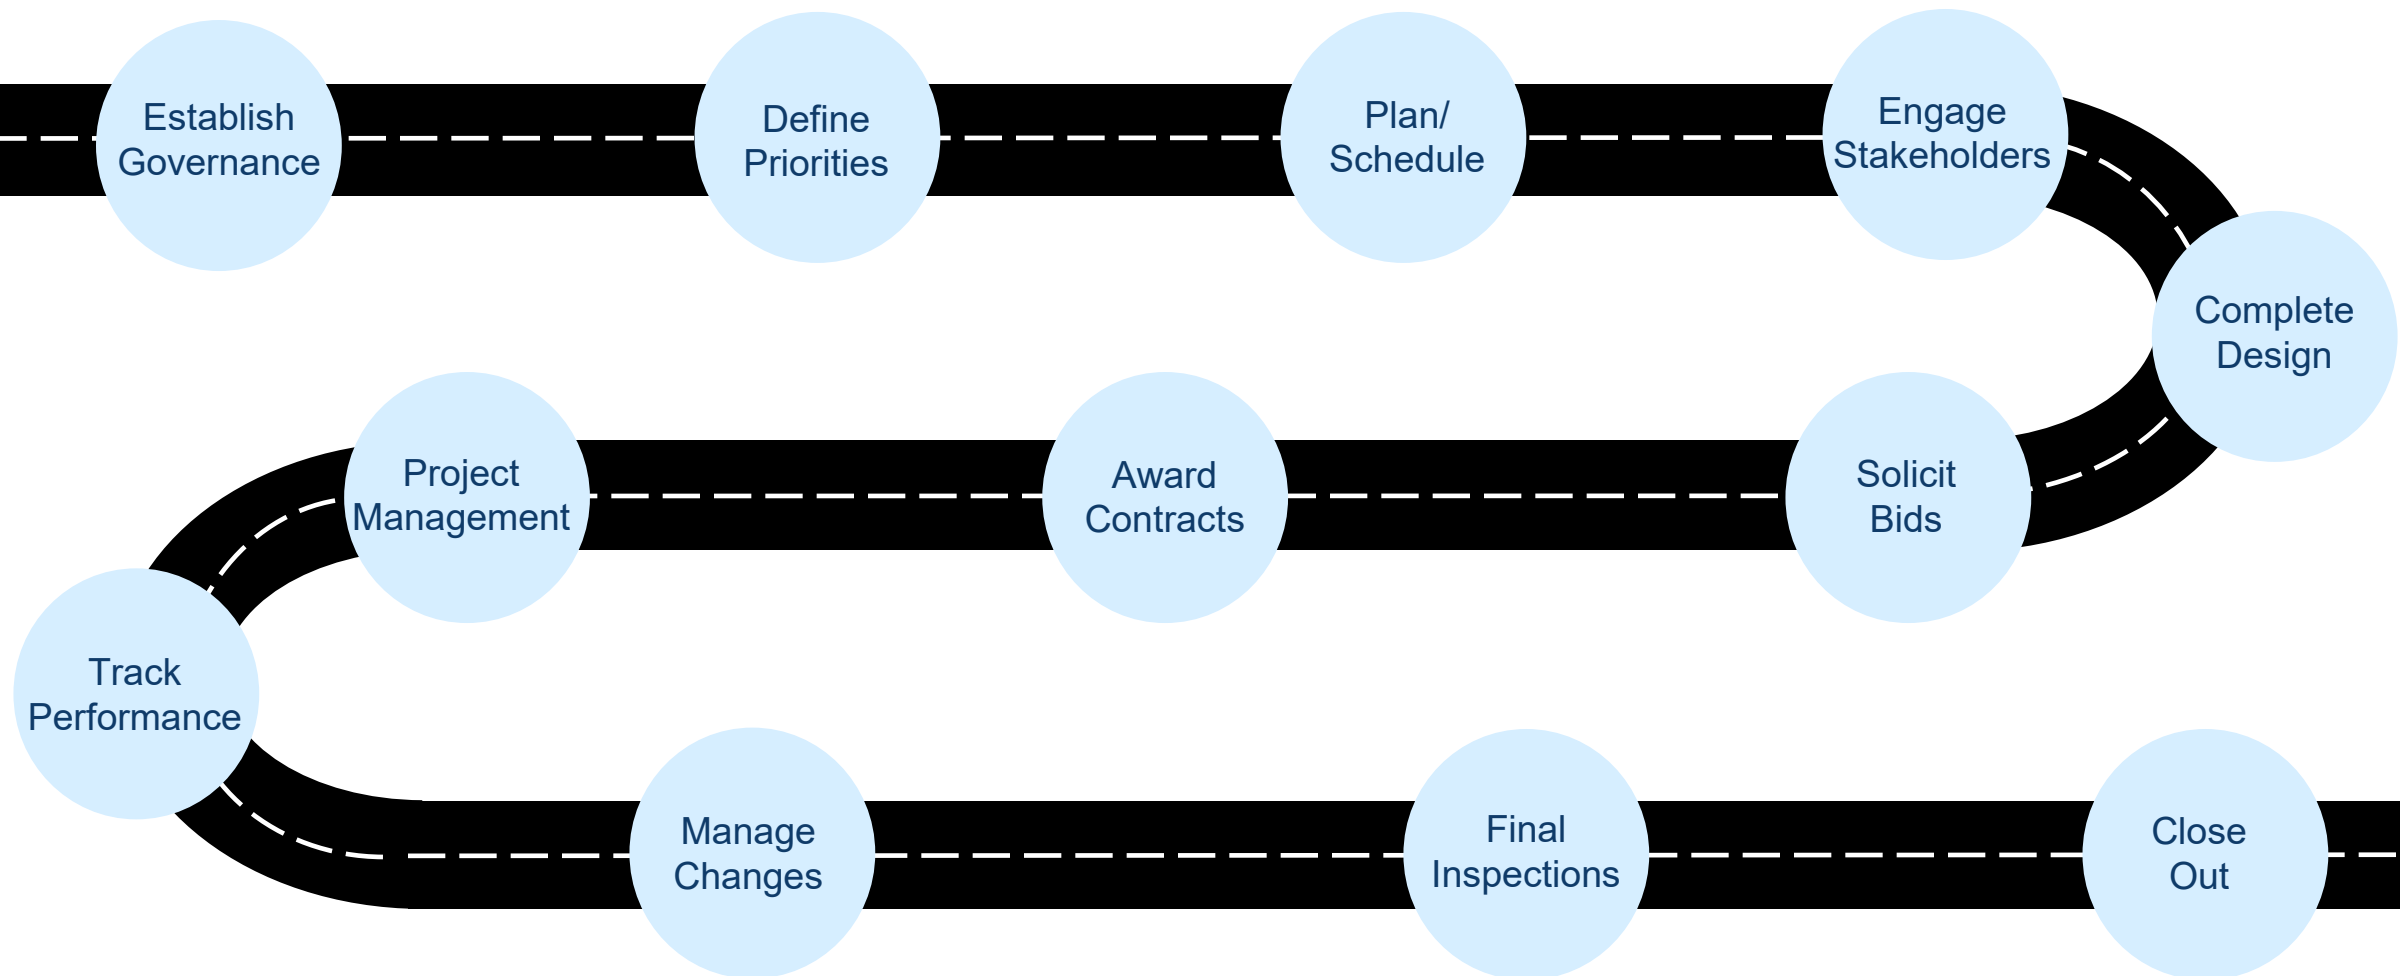 Establish
Governance
Define
Priorities
Plan/
Schedule
Engage
Stakeholders
Complete
Design
Solicit
Bids
Award
Contracts
Project
Management
Track
Performance
Manage
Changes
Final
Inspections
Close
Out